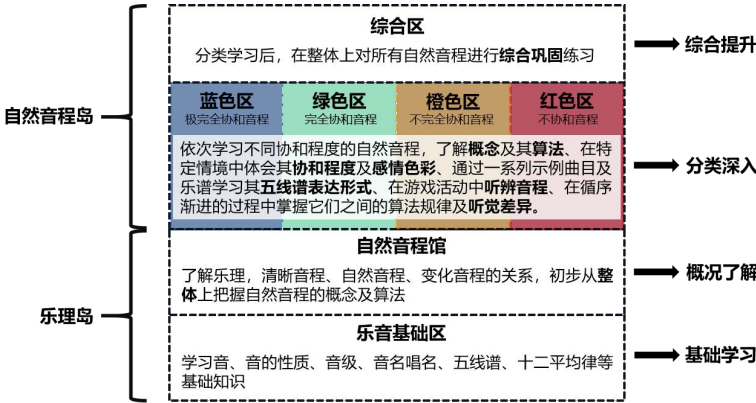 综合区
分类学习后，在整体上对所有自然音程进行综合巩固练习
综合提升
自然音程岛
蓝色区
极完全协和音程
绿色区
完全协和音程
橙色区
不完全协和音程
红色区
不协和音程
依次学习不同协和程度的自然音程，了解概念及其算法、在特
定情境中体会其协和程度及感情色彩、通过一系列示例曲目及
乐谱学习其五线谱表达形式、在游戏活动中听辨音程、在循序
渐进的过程中掌握它们之间的算法规律及听觉差异。
分类深入
自然音程馆
了解乐理，清晰音程、自然音程、变化音程的关系，初步从整
体上把握自然音程的概念及算法
概况了解
乐理岛
乐音基础区
学习音、音的性质、音级、音名唱名、五线谱、十二平均律等
基础知识
基础学习